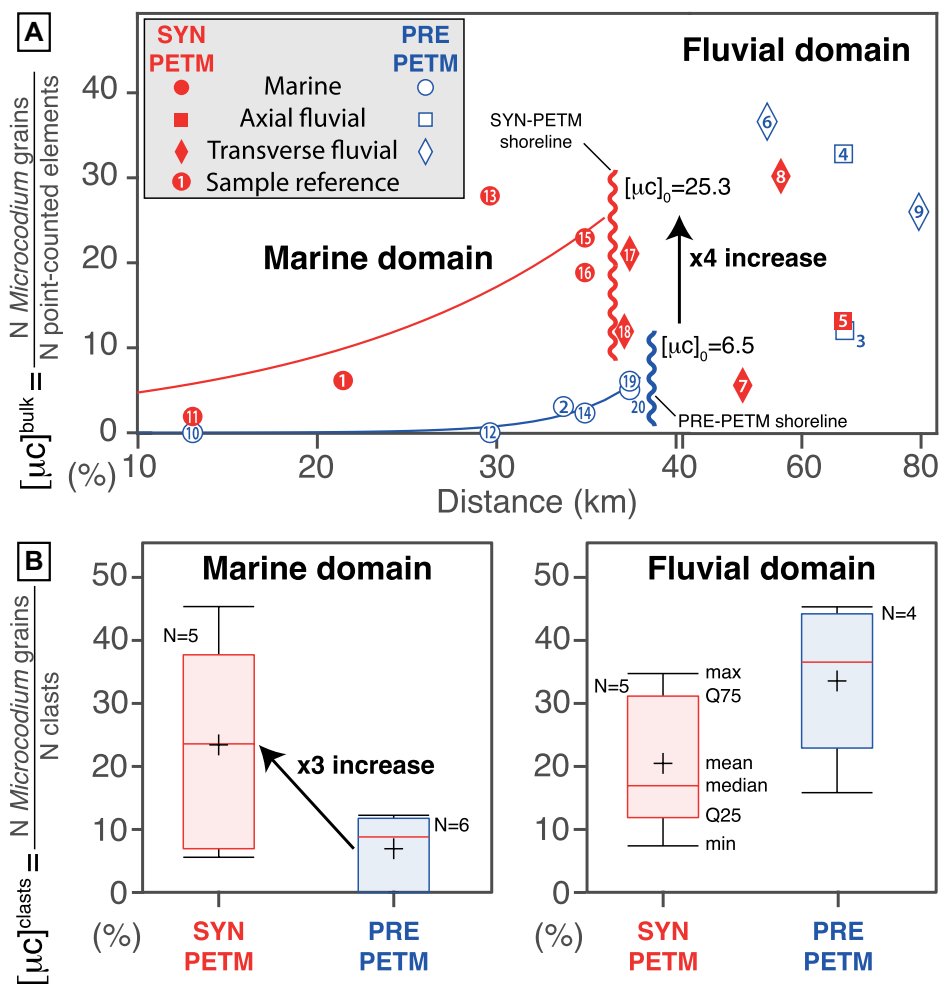 A
SYN
PETM
PRE
PETM
Marine
Axial fluvial
Transverse fluvial
1 Sample reference
Fluvial domain
Marine domain
SYN-PETM
shoreline
[μc]₀=25.3
x4 increase
[μc]₀=6.5
PRE-PETM shoreline
13
15
16
1
11
10
12
2
14
19
20
17
18
6
8
4
9
5
3
7
40
30
20
10
0
(%)
10
20
30
40
60
80
Distance (km)
[μc]ᵇᵘˡᵏ = N Microcodium grains
N point-counted elements
B
Marine domain
50
40
30
20
10
0
(%)
N=5
x3 increase
N=6
SYN
PETM
PRE
PETM
[μc]ᶜˡᵃˢᵗˢ = N Microcodium grains
N clasts
Fluvial domain
50
40
30
20
10
0
(%)
N=5
max
Q75
mean
median
Q25
min
N=4
SYN
PETM
PRE
PETM